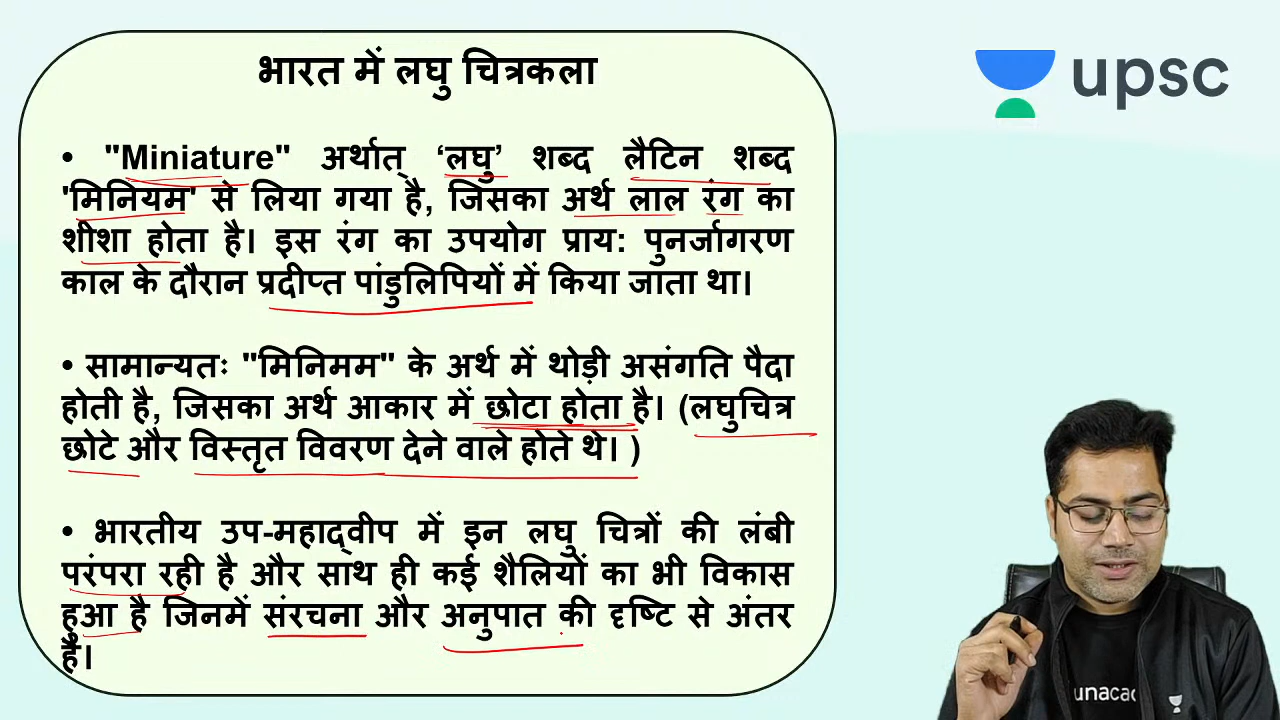 भारत में लघु चित्रकला
upsc
• "Miniature" अर्थात् ‘लघु’ शब्द लैटिन शब्द
'मिनियम' से लिया गया है, जिसका अर्थ लाल रंग का
शीशा होता है। इस रंग का उपयोग प्राय: पुनर्जागरण
काल के दौरान प्रदीप्त पांडुलिपियों में किया जाता था।
• सामान्यतः "मिनिमम" के अर्थ में थोड़ी असंगति पैदा
होती है, जिसका अर्थ आकार में छोटा होता है। (लघुचित्र
छोटे और विस्तृत विवरण देने वाले होते थे। )
• भारतीय उप-महाद्वीप में इन लघु चित्रों की लंबी
परंपरा रही है और साथ ही कई शैलियों का भी विकास
हुआ है जिनमें संरचना और अनुपात की दृष्टि से अंतर
है।
unacad